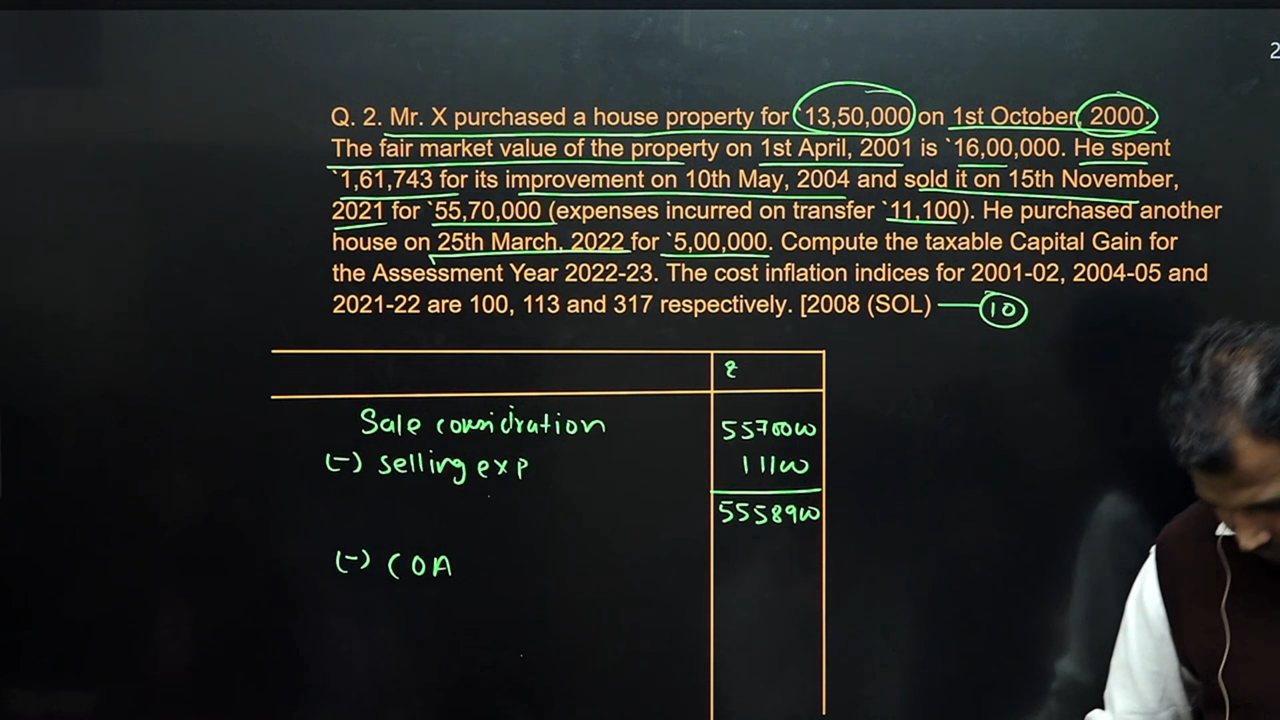 2
Q. 2. Mr. X purchased a house property for `13,50,000 on 1st October, 2000.
The fair market value of the property on 1st April, 2001 is `16,00,000. He spent
`1,61,743 for its improvement on 10th May, 2004 and sold it on 15th November,
2021 for `55,70,000 (expenses incurred on transfer `11,100). He purchased another
house on 25th March, 2022 for `5,00,000. Compute the taxable Capital Gain for
the Assessment Year 2022-23. The cost inflation indices for 2001-02, 2004-05 and
2021-22 are 100, 113 and 317 respectively. [2008 (SOL) — 10
₹
Sale considration 5570000
(-) selling exp 11100
5558900
(-) COA